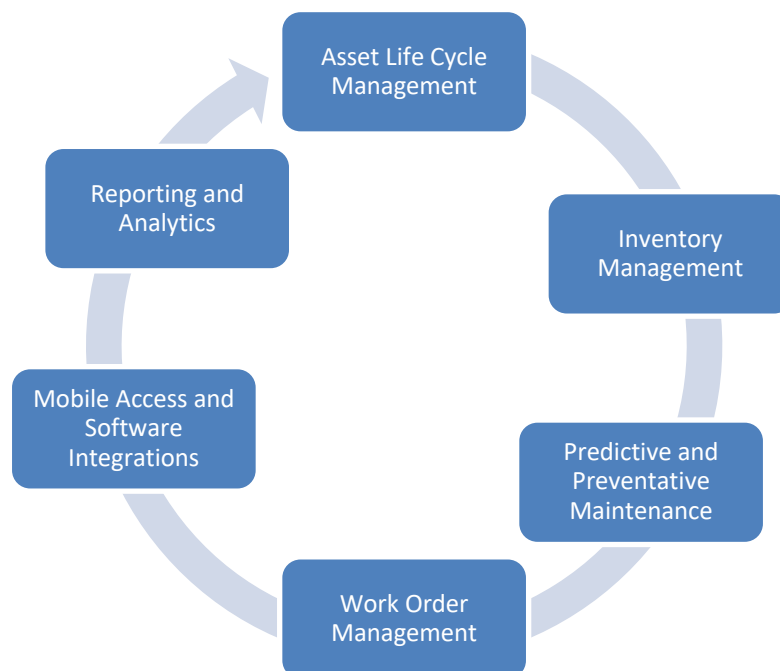 Asset Life Cycle
Management
Inventory
Management
Predictive and
Preventative
Maintenance
Work Order
Management
Mobile Access and
Software
Integrations
Reporting and
Analytics